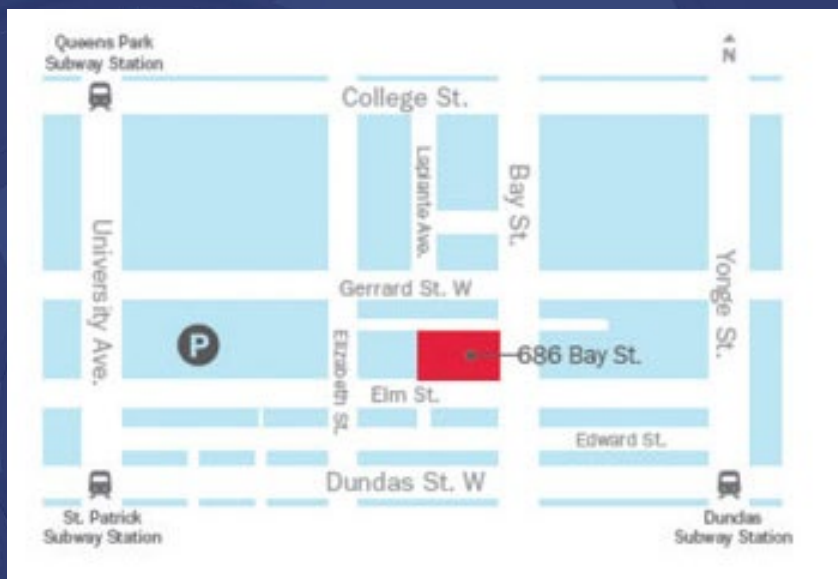 Queens Park
Subway Station
N
College St.
Laplante Ave.
Bay St.
University Ave.
Yonge St.
Gerrard St. W
P
Elizabeth St.
686 Bay St.
Elm St.
Edward St.
Dundas St. W
St. Patrick
Subway Station
Dundas
Subway Station